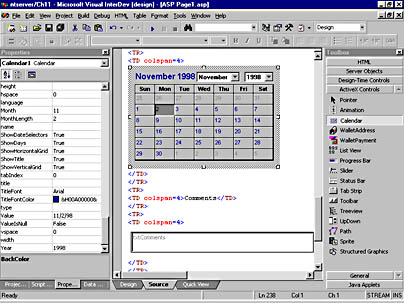 ntserver/Ch11 - Microsoft Visual InterDev [design] - [ASP Page1.asp]
File Edit View Project Build Debug Tools Window Help
Design
Properties
Calendar1
height
hspace 0
language
Month 11
MonthLength 2
name
ShowDateSelectors True
ShowDays True
ShowHorizontalGrid True
ShowTitle True
ShowVerticalGrid True
tabIndex 0
title
TitleFont Arial
TitleFontColor &H00A00000&
type
Value 11/2/98
ValueIsNull False
vspace 0
width
Year 1998
BackColor
Projec... Script... Prope... Data ...
<TR>
<TD colspan=4>
November 1998 November 1998
Sun Mon Tue Wed Thu Fri Sat
1 2 3 4 5 6 7
8 9 10 11 12 13 14
15 16 17 18 19 20 21
22 23 24 25 26 27 28
29 30 1 2 3 4 5
</TD>
</TR>
<TR>
<TD colspan=4>Comments</TD>
</TR>
<TR>
<TD colspan=4>
txtComments
</TD>
</TR>
Design Source Quick View
Toolbox
HTML
Server Objects
Design-Time Controls
ActiveX Controls
Pointer
Animation
Calendar
WalletAddress
WalletPayment
List View
Progress Bar
Slider
Status Bar
Tab Strip
Toolbar
Treeview
UpDown
Path
Sprite
Structured Graphics
General
Java Applets
Ready Ln 238 Col 1 Ch 1 STREAM INS